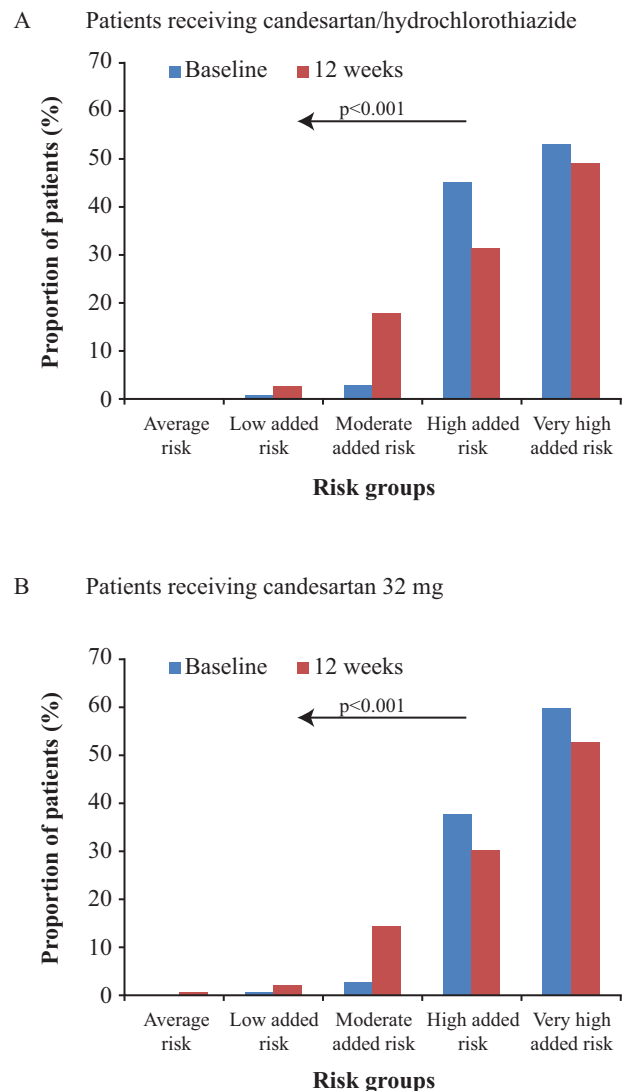 A Patients receiving candesartan/hydrochlorothiazide
70
Baseline 12 weeks
60
p<0.001
50
40
30
20
10
0
Proportion of patients (%)
Average risk
Low added risk
Moderate added risk
High added risk
Very high added risk
Risk groups
B Patients receiving candesartan 32 mg
70
Baseline 12 weeks
60
p<0.001
50
40
30
20
10
0
Proportion of patients (%)
Average risk
Low added risk
Moderate added risk
High added risk
Very high added risk
Risk groups